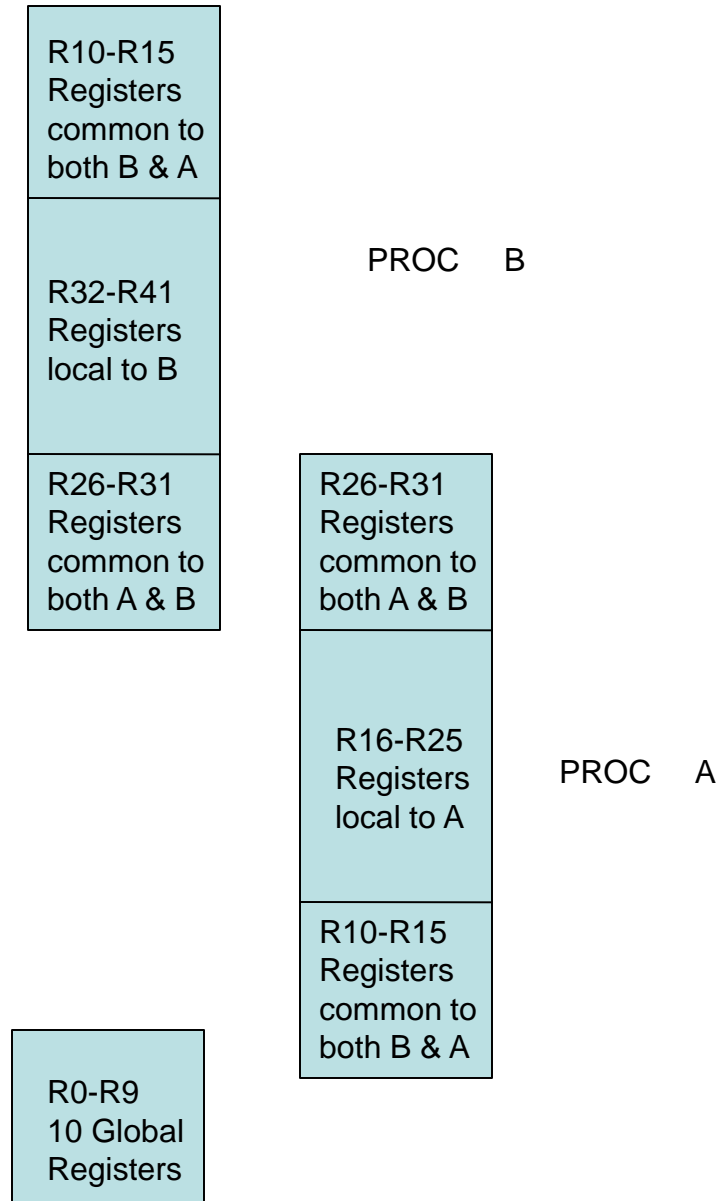 R10-R15
Registers
common to
both B & A
PROC B
R32-R41
Registers
local to B
R26-R31
Registers
common to
both A & B
R26-R31
Registers
common to
both A & B
R16-R25
Registers
local to A
PROC A
R10-R15
Registers
common to
both B & A
R0-R9
10 Global
Registers